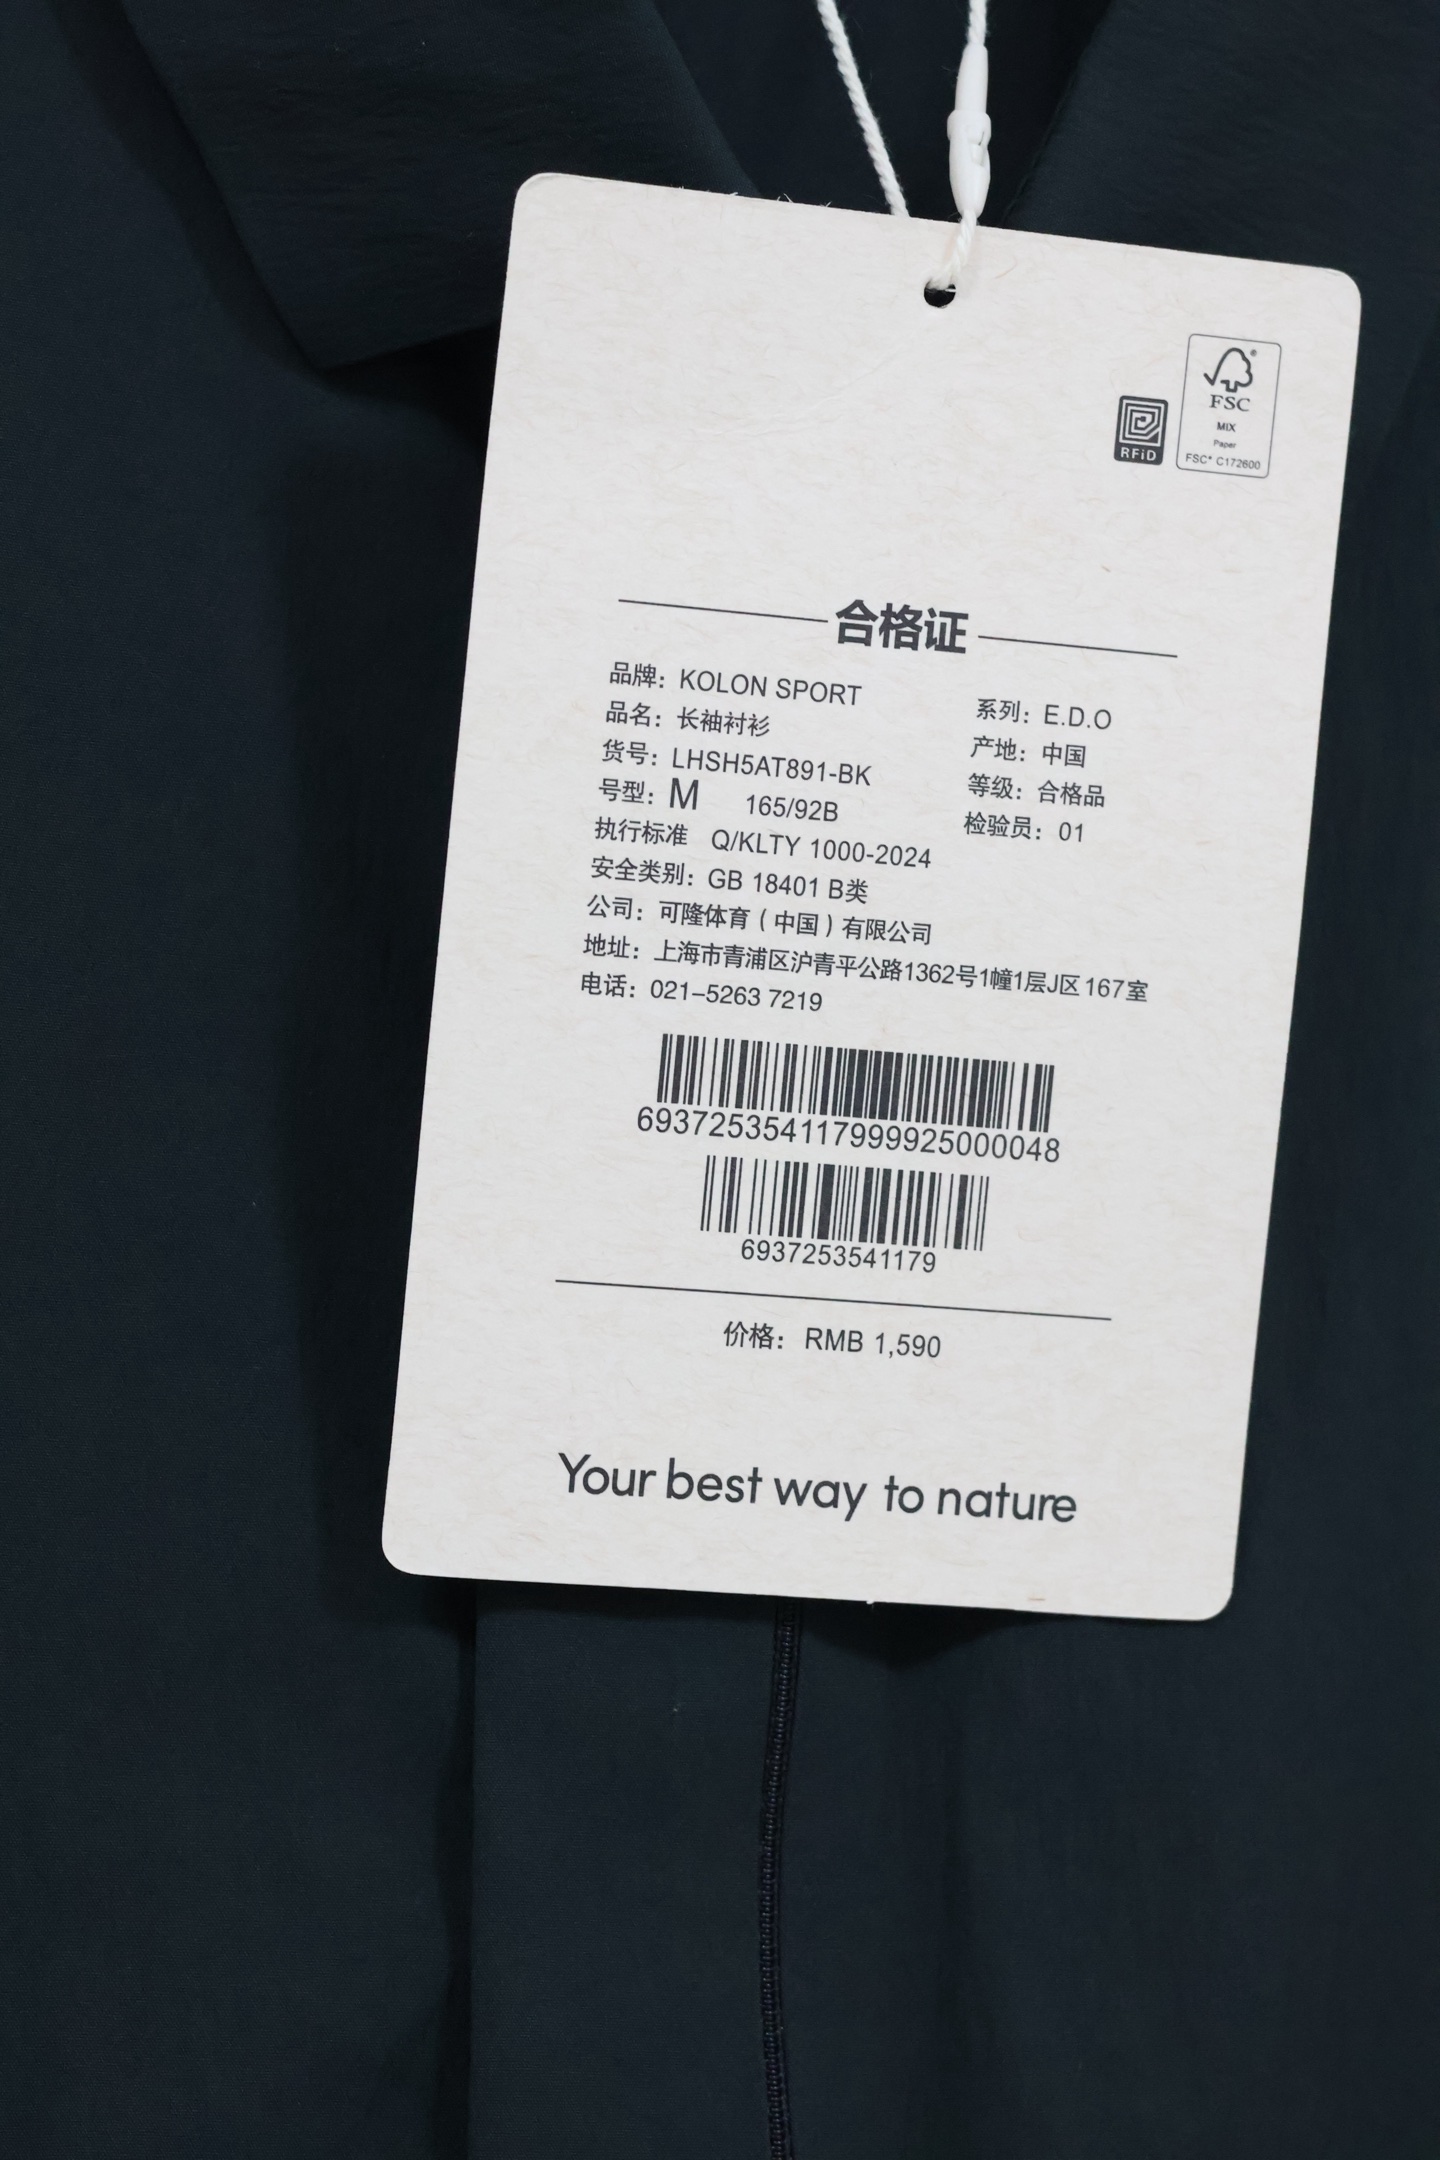 FSC
MIX
Paper
FSC® C172600
RFiD
合格证
品牌：KOLON SPORT
系列：E.D.O
品名：长袖衬衫
产地：中国
货号：LHSH5AT891-BK
等级：合格品
号型：M 165/92B
检验员：01
执行标准 Q/KLTY 1000-2024
安全类别：GB 18401 B类
公司：可隆体育（中国）有限公司
地址：上海市青浦区沪青平公路1362号1幢1层J区167室
电话：021-5263 7219
693725354117999925000048
6937253541179
价格：RMB 1,590
Your best way to nature